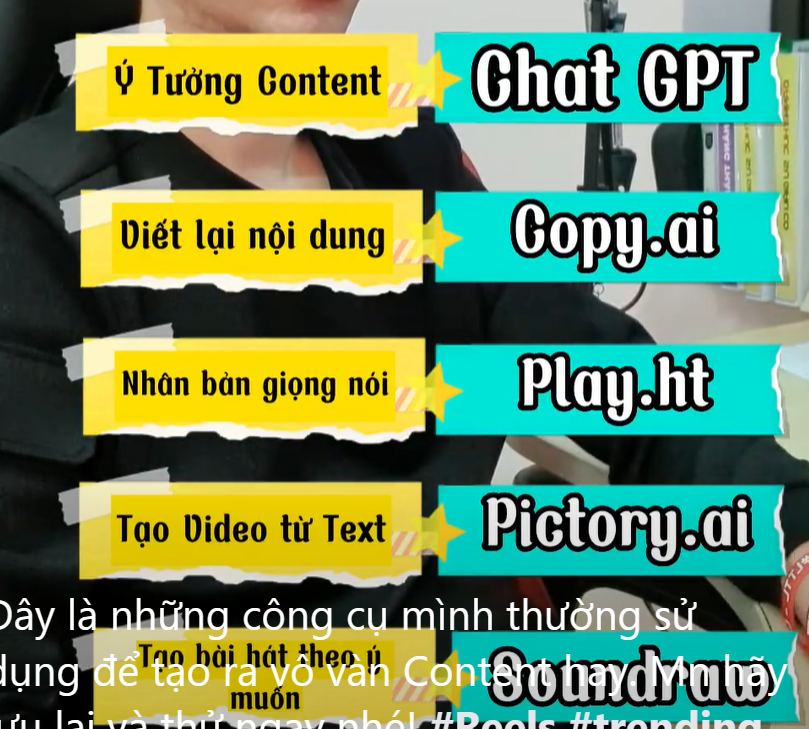 Ý Tưởng Content
Chat GPT
Viết lại nội dung
Copy.ai
Nhân bản giọng nói
Play.ht
Tạo Video từ Text
Pictory.ai
Tạo bài hát theo ý
muốn
Soundraw
Đây là những công cụ mình thường sử
dụng để tạo ra vô vàn Content hay. Mn hãy
lưu lại và thử ngay nhé! #Reels #trending